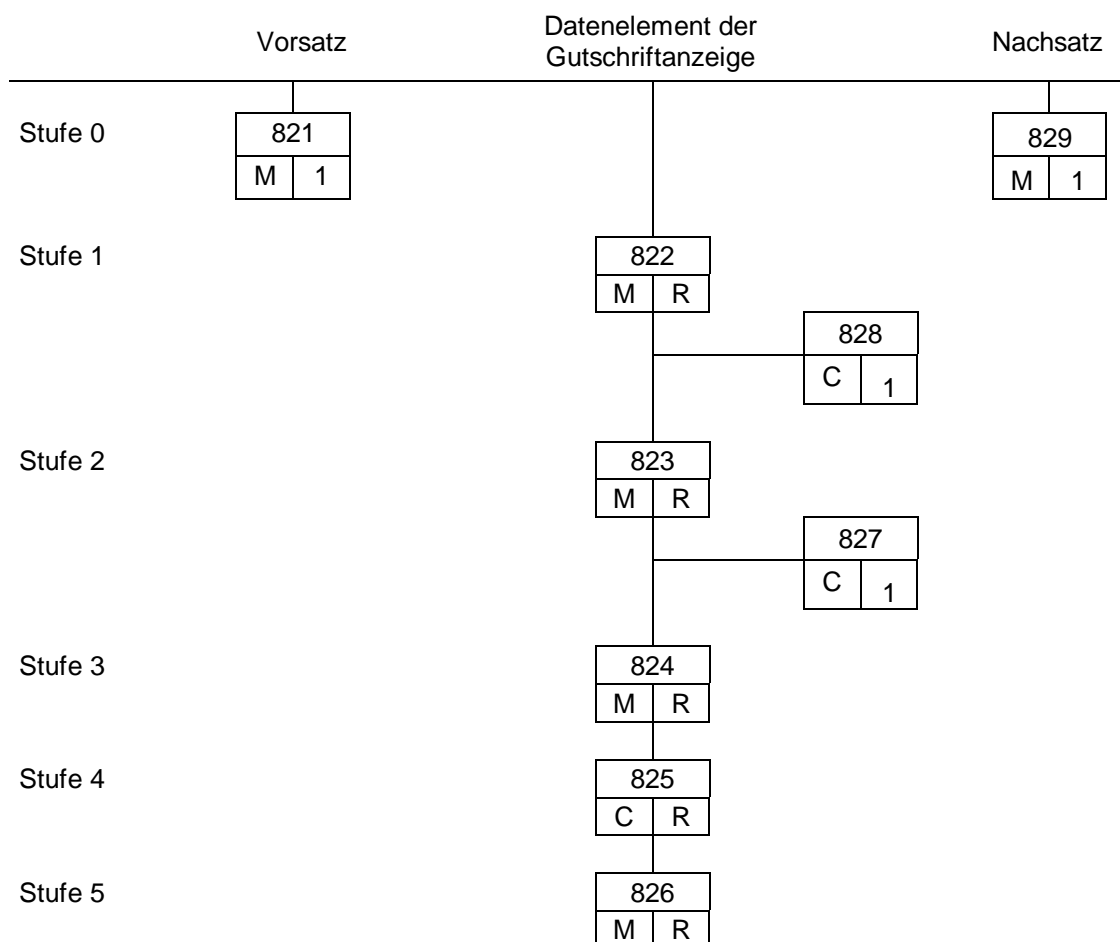 Vorsatz
Datenelement der
Gutschriftanzeige
Nachsatz
Stufe 0
821
M 1
829
M 1
Stufe 1
822
M R
828
C 1
Stufe 2
823
M R
827
C 1
Stufe 3
824
M R
Stufe 4
825
C R
Stufe 5
826
M R